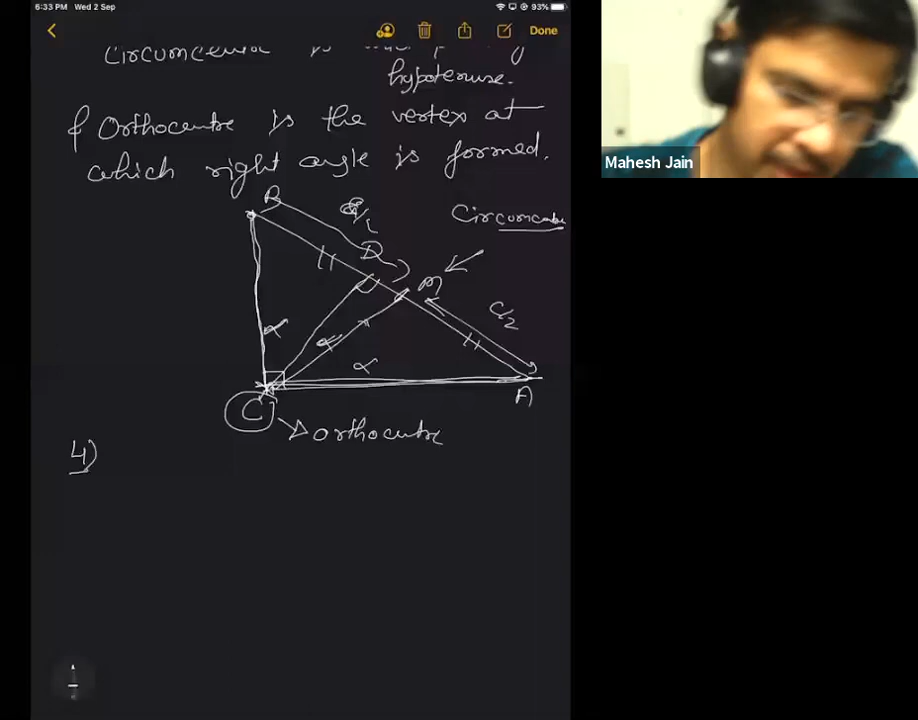 6:33 PM Wed 2 Sep
93%
Done
Circumcentre is
hypotenuse.
f Orthocentre is the vertex at
which right angle is formed.
Mahesh Jain
B
Circumcentre
D
M
C/2
A
C
orthocentre
4)